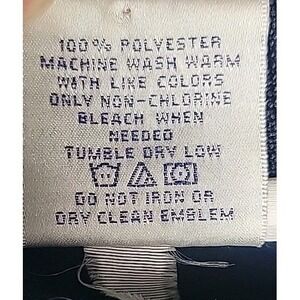 100% POLYESTER
MACHINE WASH WARM
WITH LIKE COLORS
ONLY NON-CHLORINE
BLEACH WHEN
NEEDED
TUMBLE DRY LOW
DO NOT IRON OR
DRY CLEAN EMBLEM